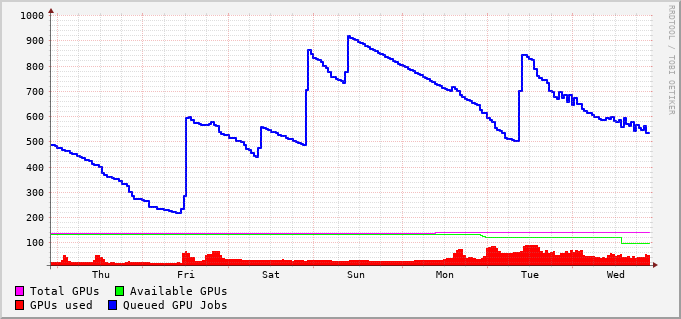 1000
900
800
700
600
500
400
300
200
100
Thu Fri Sat Sun Mon Tue Wed
Total GPUs Available GPUs
GPUs used Queued GPU Jobs
RRDTOOL / TOBI OETIKER